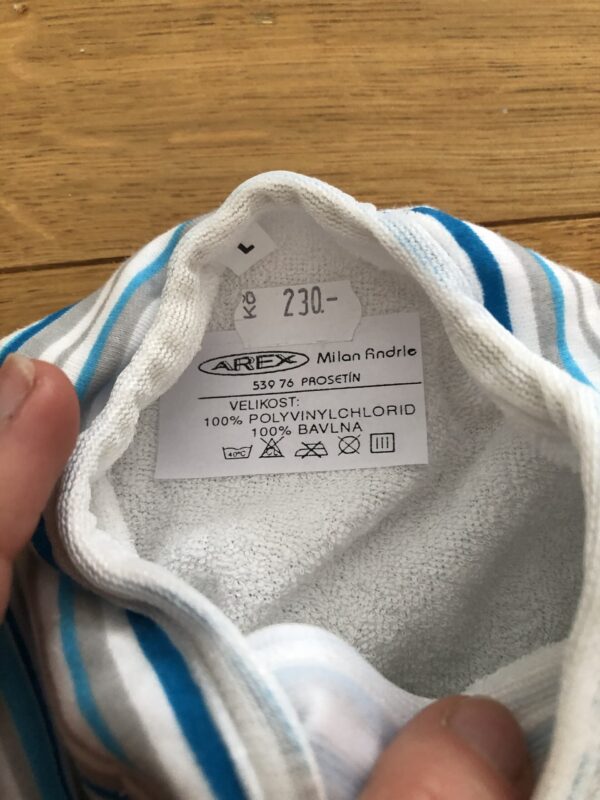 L
Kč 230.-
AREX Milan Andrle
539 76 PROSETÍN
VELIKOST:
100% POLYVINYLCHLORID
100% BAVLNA
40°C